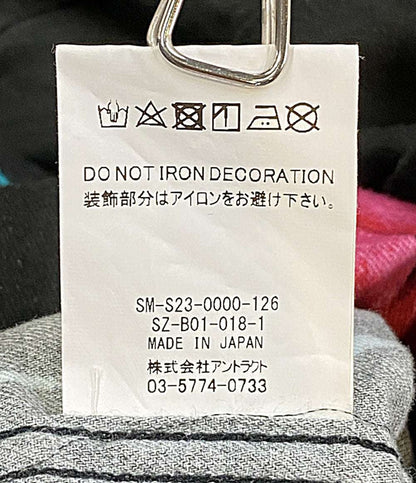 DO NOT IRON DECORATION
装飾部分はアイロンをお避け下さい。
SM-S23-0000-126
SZ-B01-018-1
MADE IN JAPAN
株式会社アントラクト
03-5774-0733